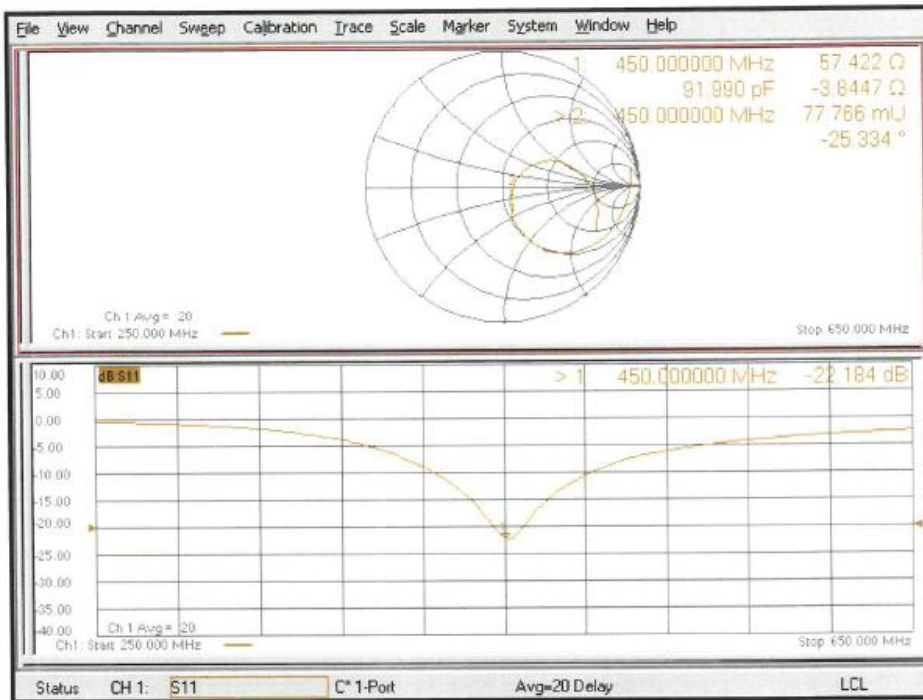 File View Channel Sweep Calibration Trace Scale Marker System Window Help
1: 450.000000 MHz 57.422 Ω
91.990 pF -3.8447 Ω
> 2: 450.000000 MHz 77.766 mU
-25.334 °
Ch 1 Avg = 20
Ch1: Start 250.000 MHz
Stop 650.000 MHz
10.00
dB S11
> 1: 450.000000 MHz -22.184 dB
5.00
0.00
-5.00
-10.00
-15.00
-20.00
-25.00
-30.00
-35.00
-40.00
Ch 1 Avg = 20
Ch1: Start 250.000 MHz
Stop 650.000 MHz
Status CH 1: S11 C* 1-Port Avg=20 Delay LCL